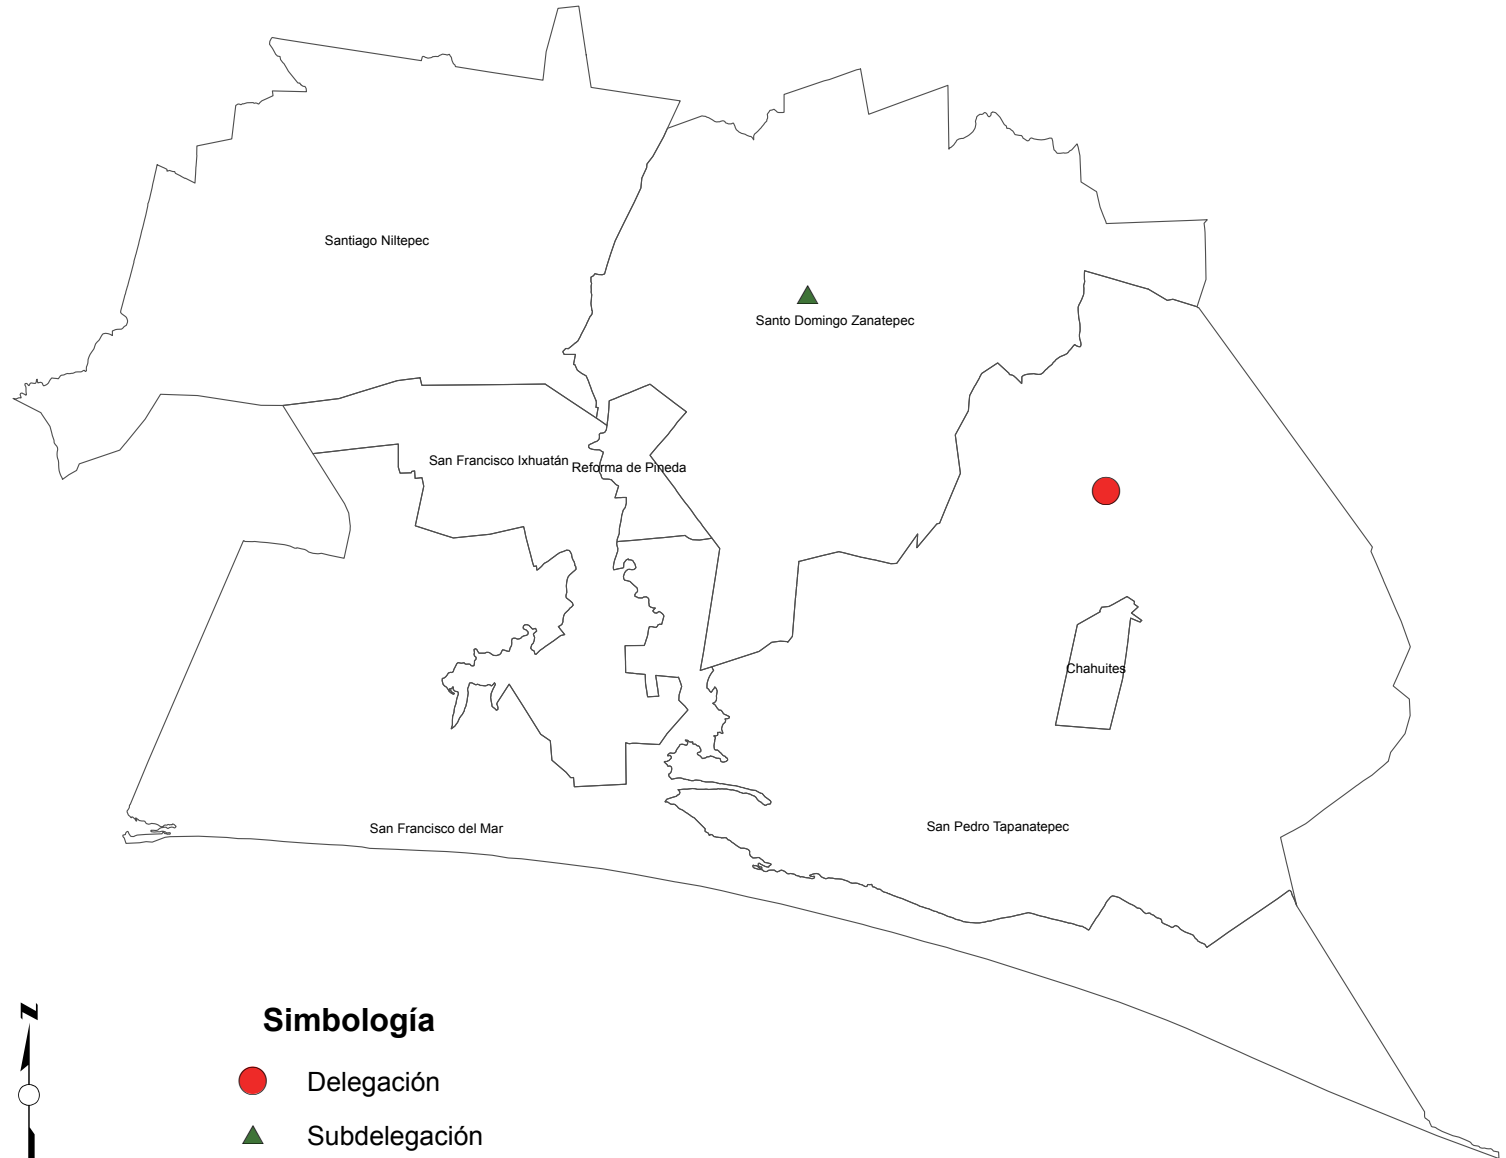 Santiago Niltepec
Santo Domingo Zanatepec
San Francisco Ixhuatán
Reforma de Pineda
Chahuites
San Francisco del Mar
San Pedro Tapanatepec
N
Simbología
Delegación
Subdelegación